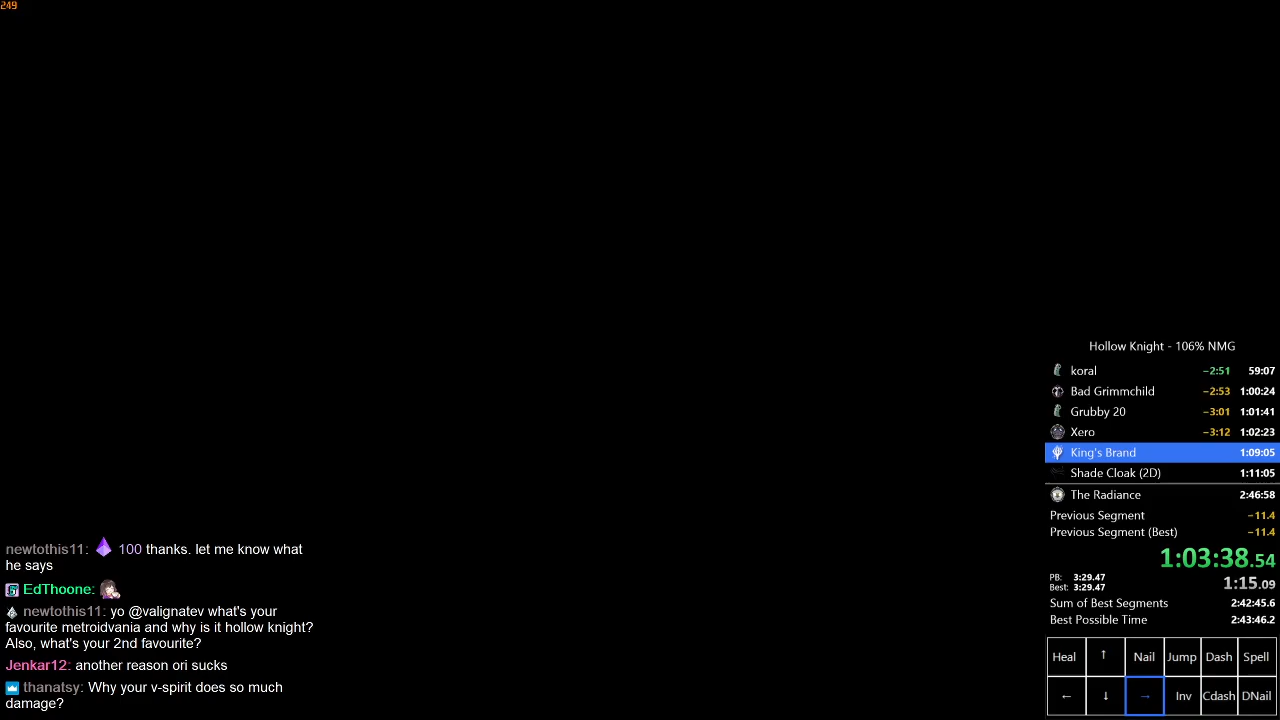 249
Hollow Knight - 106% NMG
koral -2:51 59:07
Bad Grimmchild -2:53 1:00:24
Grubby 20 -3:01 1:01:41
Xero -3:12 1:02:23
King's Brand 1:09:05
Shade Cloak (2D) 1:11:05
The Radiance 2:46:58
Previous Segment -11.4
Previous Segment (Best) -11.4
1:03:38.54
PB: 3:29.47
Best: 3:29.47
1:15.09
Sum of Best Segments 2:42:45.6
Best Possible Time 2:43:46.2
Heal ↑ Nail Jump Dash Spell
← ↓ → Inv Cdash DNail
newtothis11: 100 thanks. let me know what
he says
EdThoone:
newtothis11: yo @valignatev what's your
favourite metroidvania and why is it hollow knight?
Also, what's your 2nd favourite?
Jenkar12: another reason ori sucks
thanatsy: Why your v-spirit does so much
damage?